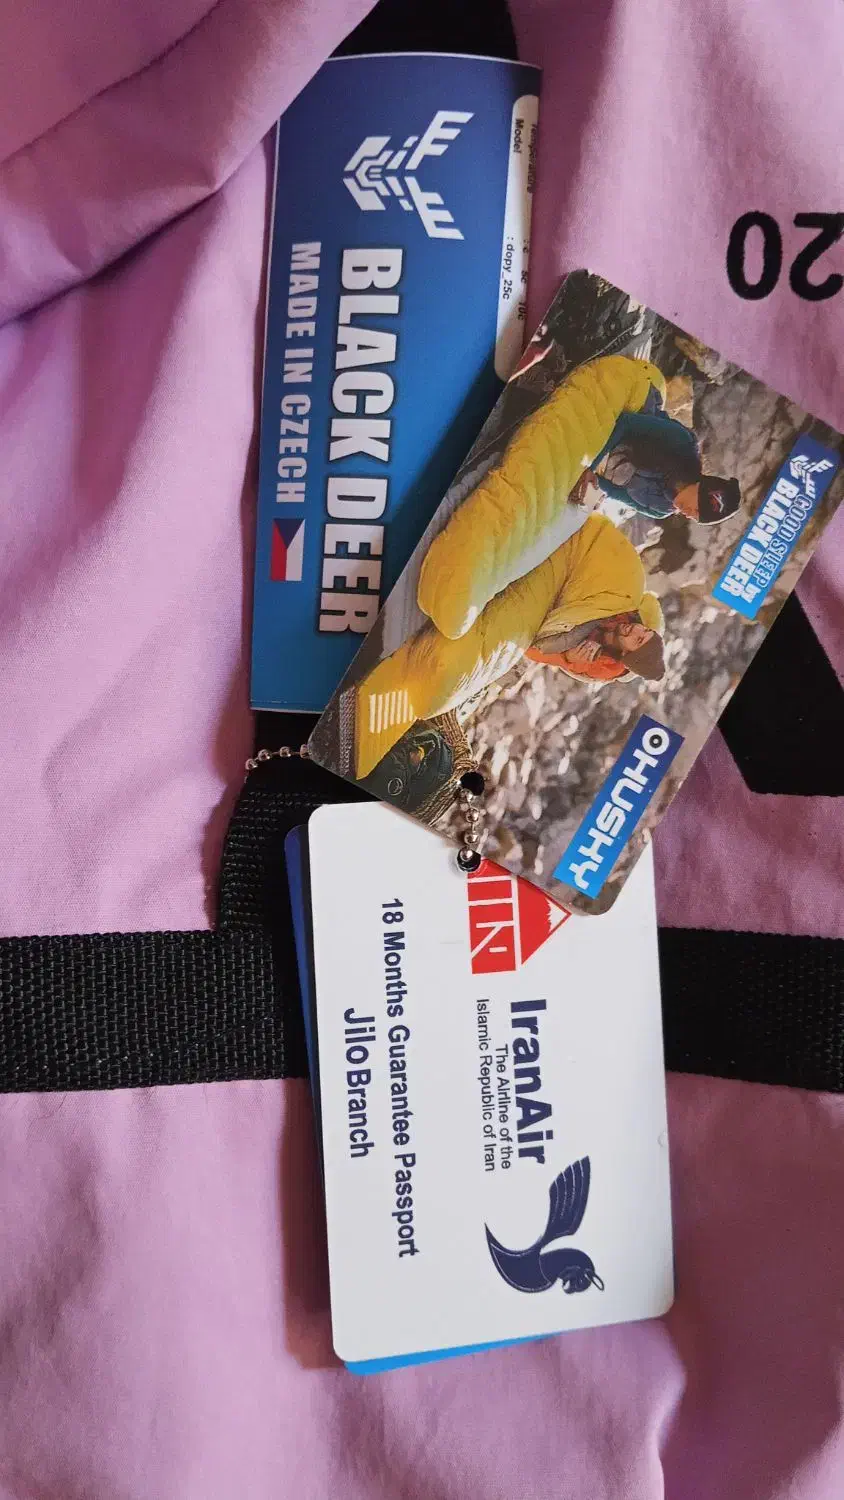 BLACK DEER
MADE IN CZECH
Model
: dopy_25c
20
GOOD SLEEP by
BLACK DEER
HUSKY
IranAir
The Airline of the
Islamic Republic of Iran
18 Months Guarantee Passport
Jilo Branch